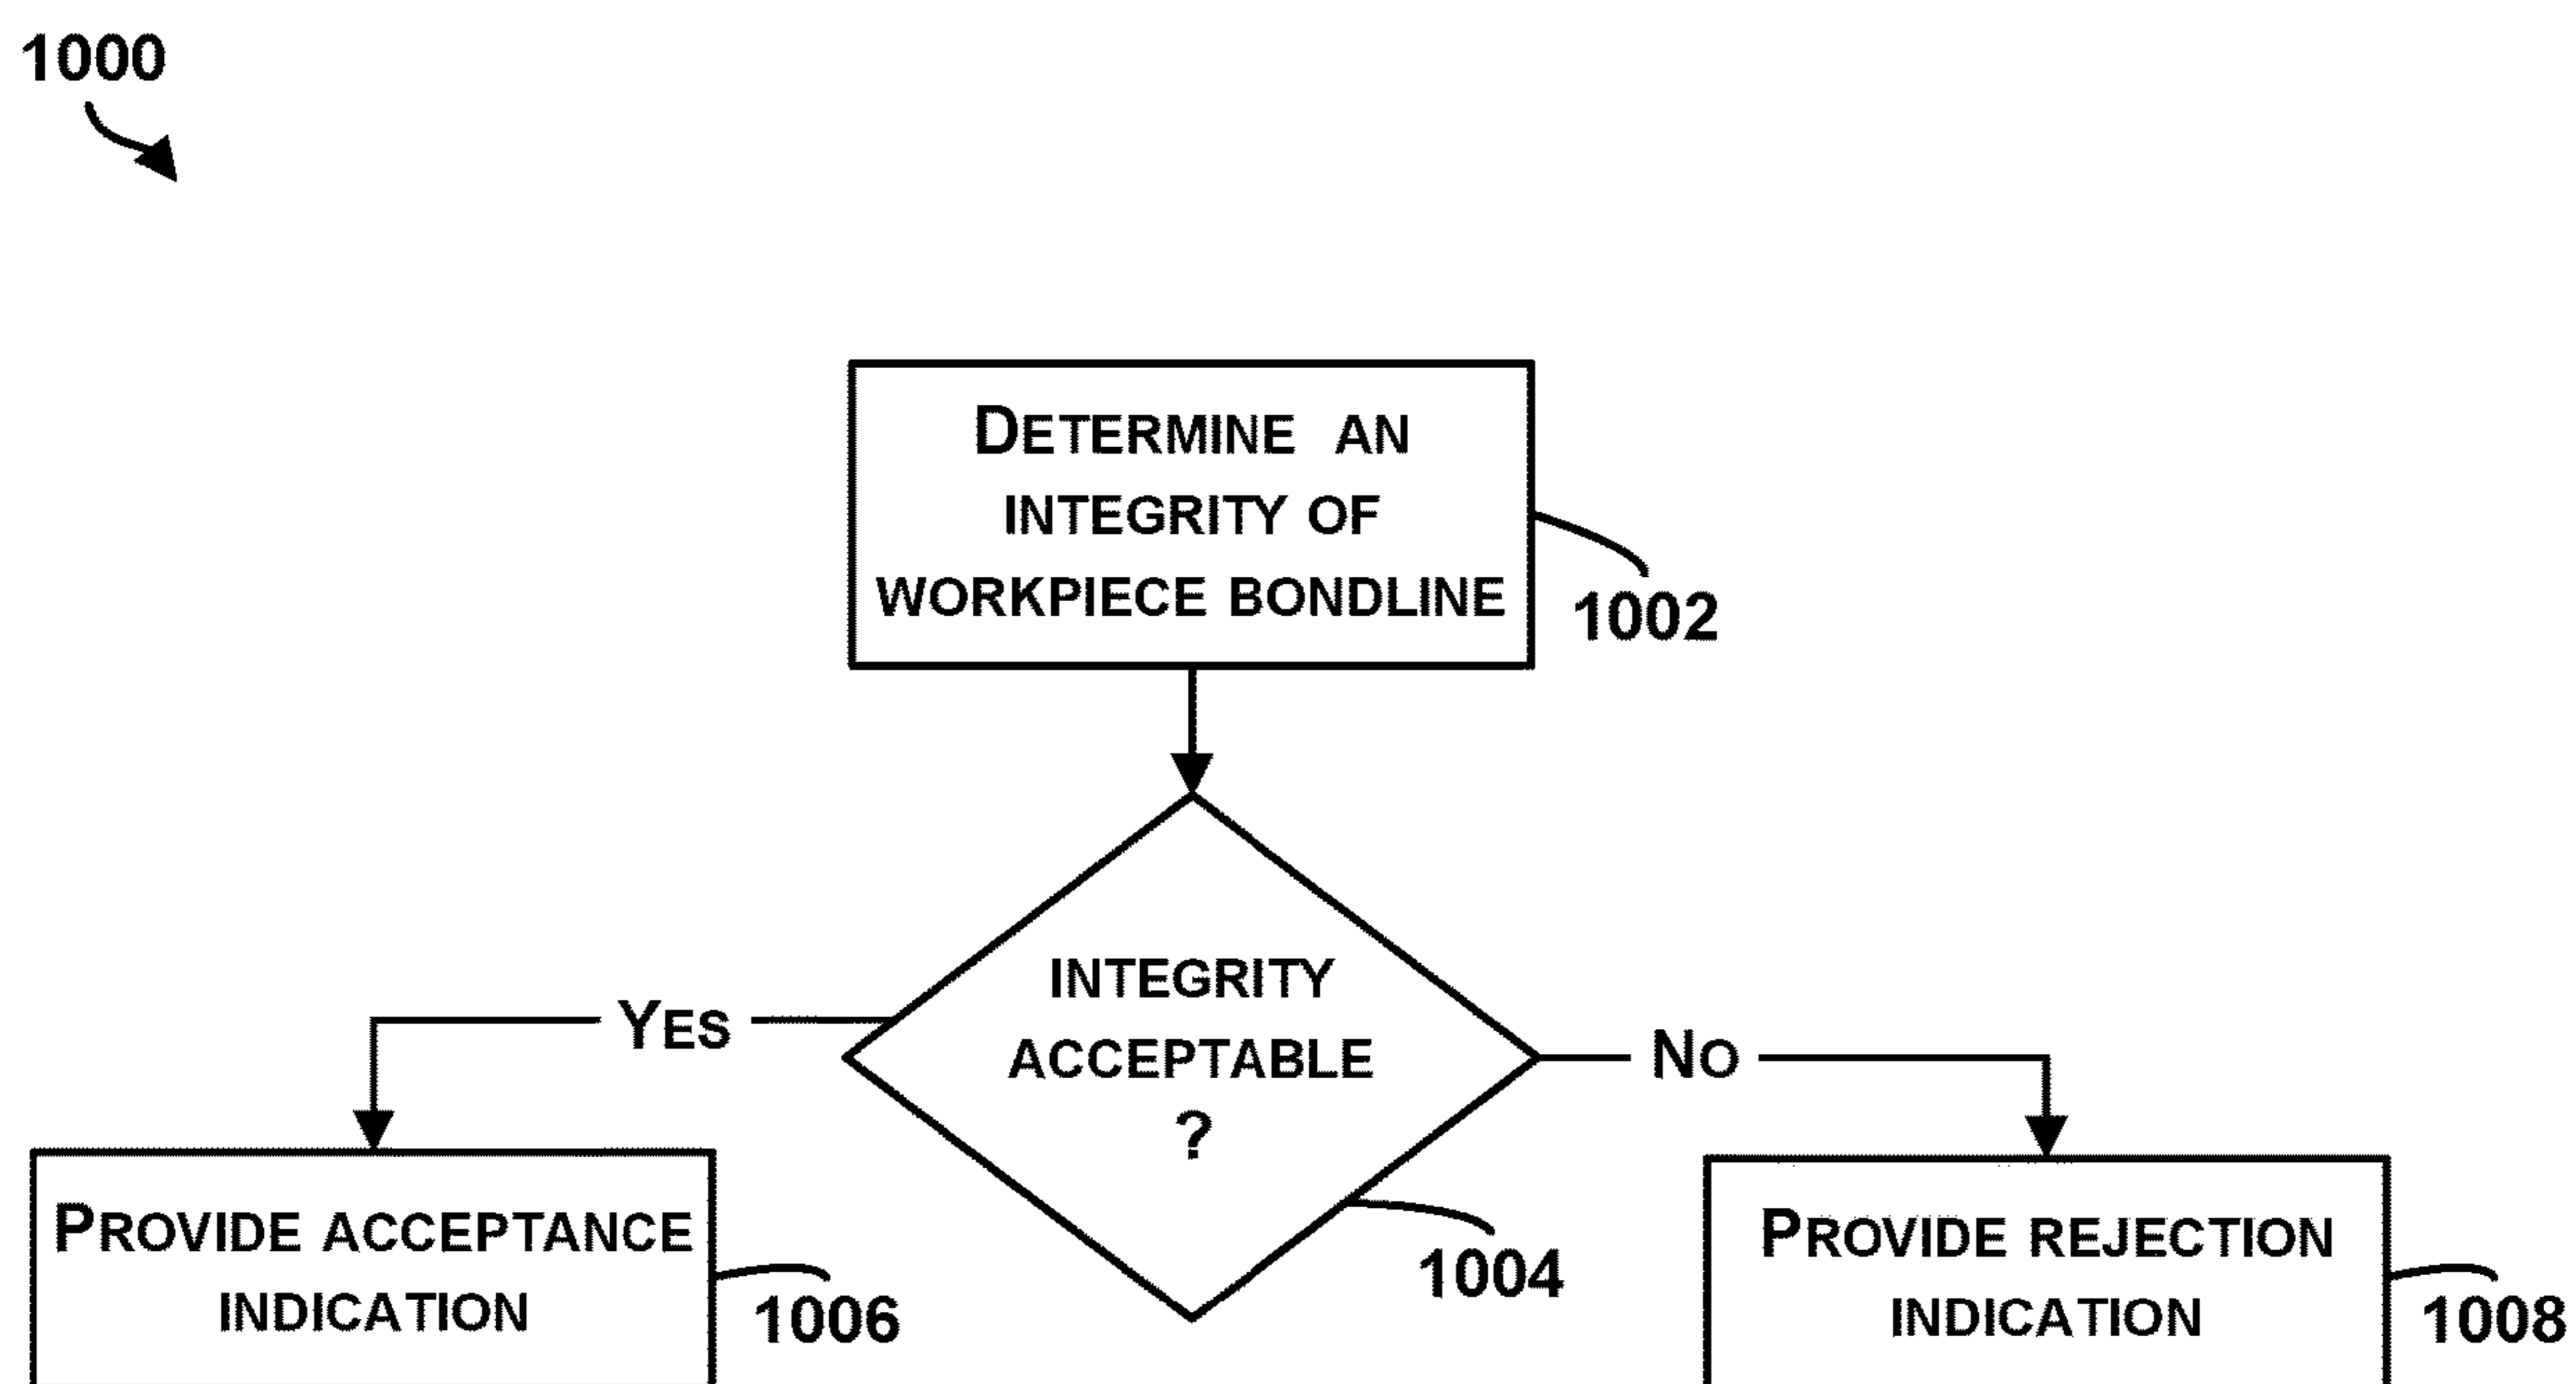 1000
DETERMINE AN
INTEGRITY OF
WORKPIECE BONDLINE
1002
INTEGRITY
ACCEPTABLE
?
1004
YES
NO
PROVIDE ACCEPTANCE
INDICATION
1006
PROVIDE REJECTION
INDICATION
1008